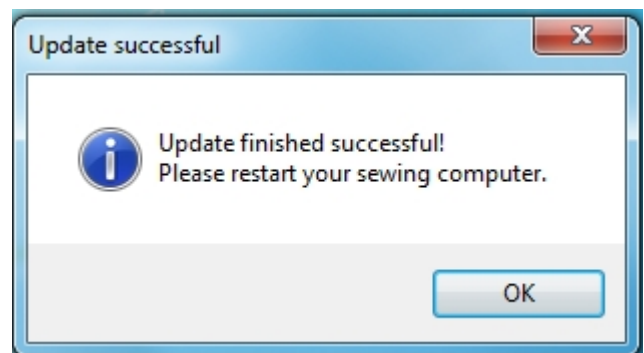 Update successful
Update finished successful!
Please restart your sewing computer.
OK